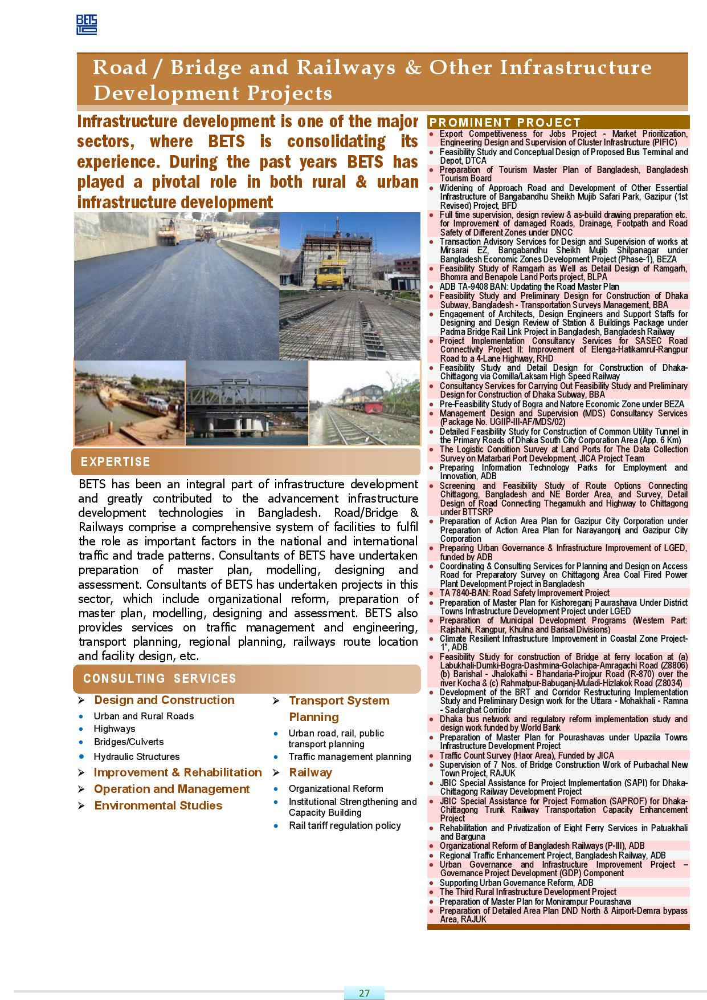 BETS
Road / Bridge and Railways & Other Infrastructure
Development Projects
Infrastructure development is one of the major
sectors, where BETS is consolidating its
experience. During the past years BETS has
played a pivotal role in both rural & urban
infrastructure development
EXPERTISE
BETS has been an integral part of infrastructure development
and greatly contributed to the advancement infrastructure
development technologies in Bangladesh. Road/Bridge &
Railways comprise a comprehensive system of facilities to fulfil
the role as important factors in the national and international
traffic and trade patterns. Consultants of BETS have undertaken
preparation of master plan, modelling, designing and
assessment. Consultants of BETS has undertaken projects in this
sector, which include organizational reform, preparation of
master plan, modelling, designing and assessment. BETS also
provides services on traffic management and engineering,
transport planning, regional planning, railways route location
and facility design, etc.
CONSULTING SERVICES
➢ Design and Construction
• Urban and Rural Roads
• Highways
• Bridges/Culverts
• Hydraulic Structures
➢ Improvement & Rehabilitation
➢ Operation and Management
➢ Environmental Studies
➢ Transport System
Planning
• Urban road, rail, public
transport planning
• Traffic management planning
➢ Railway
• Organizational Reform
• Institutional Strengthening and
Capacity Building
• Rail tariff regulation policy
PROMINENT PROJECT
• Export Competitiveness for Jobs Project - Market Prioritization,
Engineering Design and Supervision of Cluster Infrastructure (PIFIC)
• Feasibility Study and Conceptual Design of Proposed Bus Terminal and
Depot, DTCA
• Preparation of Tourism Master Plan of Bangladesh, Bangladesh
Tourism Board
• Widening of Approach Road and Development of Other Essential
Infrastructure of Bangabandhu Sheikh Mujib Safari Park, Gazipur (1st
Revised) Project, BFD
• Full time supervision, design review & as-build drawing preparation etc.
for Improvement of damaged Roads, Drainage, Footpath and Road
Safety of Different Zones under DNCC
• Transaction Advisory Services for Design and Supervision of works at
Mirsarai EZ, Bangabandhu Sheikh Mujib Shilpanagar under
Bangladesh Economic Zones Development Project (Phase-1), BEZA
• Feasibility Study of Ramgarh as Well as Detail Design of Ramgarh,
Bhomra and Benapole Land Ports project, BLPA
• ADB TA-9408 BAN: Updating the Road Master Plan
• Feasibility Study and Preliminary Design for Construction of Dhaka
Subway, Bangladesh - Transportation Surveys Management, BBA
• Engagement of Architects, Design Engineers and Support Staffs for
Designing and Design Review of Station & Buildings Package under
Padma Bridge Rail Link Project in Bangladesh, Bangladesh Railway
• Project Implementation Consultancy Services for SASEC Road
Connectivity Project II: Improvement of Elenga-Hatikamrul-Rangpur
Road to a 4-Lane Highway, RHD
• Feasibility Study and Detail Design for Construction of Dhaka-
Chittagong via Comilla/Laksam High Speed Railway
• Consultancy Services for Carrying Out Feasibility Study and Preliminary
Design for Construction of Dhaka Subway, BBA
• Pre-Feasibility Study of Bogra and Natore Economic Zone under BEZA
• Management Design and Supervision (MDS) Consultancy Services
(Package No. UGIIP-III-AF/MDS/02)
• Detailed Feasibility Study for Construction of Common Utility Tunnel in
the Primary Roads of Dhaka South City Corporation Area (App. 6 Km)
• The Logistic Condition Survey at Land Ports for The Data Collection
Survey on Matarbari Port Development, JICA Project Team
• Preparing Information Technology Parks for Employment and
Innovation, ADB
• Screening and Feasibility Study of Route Options Connecting
Chittagong, Bangladesh and NE Border Area, and Survey, Detail
Design of Road Connecting Thegamukh and Highway to Chittagong
under BTTSRP
• Preparation of Action Area Plan for Gazipur City Corporation under
Preparation of Action Area Plan for Narayangonj and Gazipur City
Corporation
• Preparing Urban Governance & Infrastructure Improvement of LGED,
funded by ADB
• Coordinating & Consulting Services for Planning and Design on Access
Road for Preparatory Survey on Chittagong Area Coal Fired Power
Plant Development Project in Bangladesh
• TA 7840-BAN: Road Safety Improvement Project
• Preparation of Master Plan for Kishoreganj Paurashava Under District
Towns Infrastructure Development Project under LGED
• Preparation of Municipal Development Programs (Western Part:
Rajshahi, Rangpur, Khulna and Barisal Divisions)
• Climate Resilient Infrastructure Improvement in Coastal Zone Project-
1", ADB
• Feasibility Study for construction of Bridge at ferry location at (a)
Labukhali-Dumki-Bogra-Dashmina-Golachipa-Amragachi Road (Z8806)
(b) Barishal - Jhalokathi - Bhandaria-Pirojpur Road (R-870) over the
river Kocha & (c) Rahmatpur-Babuganj-Muladi-Hizlakok Road (Z8034)
• Development of the BRT and Corridor Restructuring Implementation
Study and Preliminary Design work for the Uttara - Mohakhali - Ramna
- Sadarghat Corridor
• Dhaka bus network and regulatory reform implementation study and
design work funded by World Bank
• Preparation of Master Plan for Pourashavas under Upazila Towns
Infrastructure Development Project
• Traffic Count Survey (Haor Area), Funded by JICA
• Supervision of 7 Nos. of Bridge Construction Work of Purbachal New
Town Project, RAJUK
• JBIC Special Assistance for Project Implementation (SAPI) for Dhaka-
Chittagong Railway Development Project
• JBIC Special Assistance for Project Formation (SAPROF) for Dhaka-
Chittagong Trunk Railway Transportation Capacity Enhancement
Project
• Rehabilitation and Privatization of Eight Ferry Services in Patuakhali
and Barguna
• Organizational Reform of Bangladesh Railways (P-III), ADB
• Regional Traffic Enhancement Project, Bangladesh Railway, ADB
• Urban Governance and Infrastructure Improvement Project –
Governance Project Development (GDP) Component
• Supporting Urban Governance Reform, ADB
• The Third Rural Infrastructure Development Project
• Preparation of Master Plan for Monirampur Pourashava
• Preparation of Detailed Area Plan DND North & Airport-Demra bypass
Area, RAJUK
27